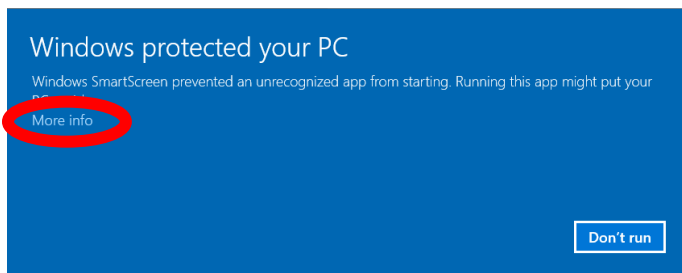 Windows protected your PC
Windows SmartScreen prevented an unrecognized app from starting. Running this app might put your
More info
Don't run